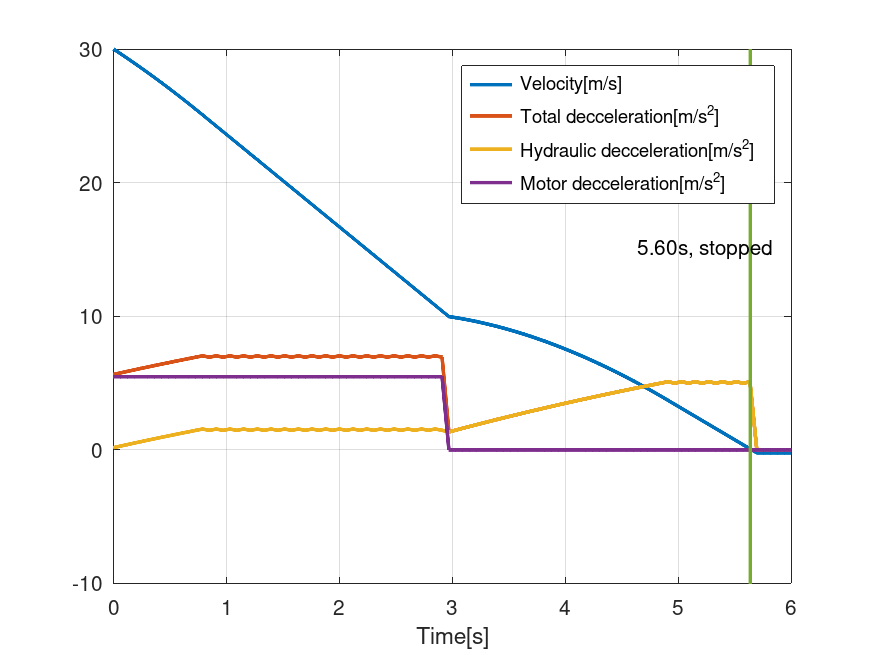 30
20
10
0
-10
0 1 2 3 4 5 6
Time[s]
Velocity[m/s]
Total decceleration[m/s²]
Hydraulic decceleration[m/s²]
Motor decceleration[m/s²]
5.60s, stopped